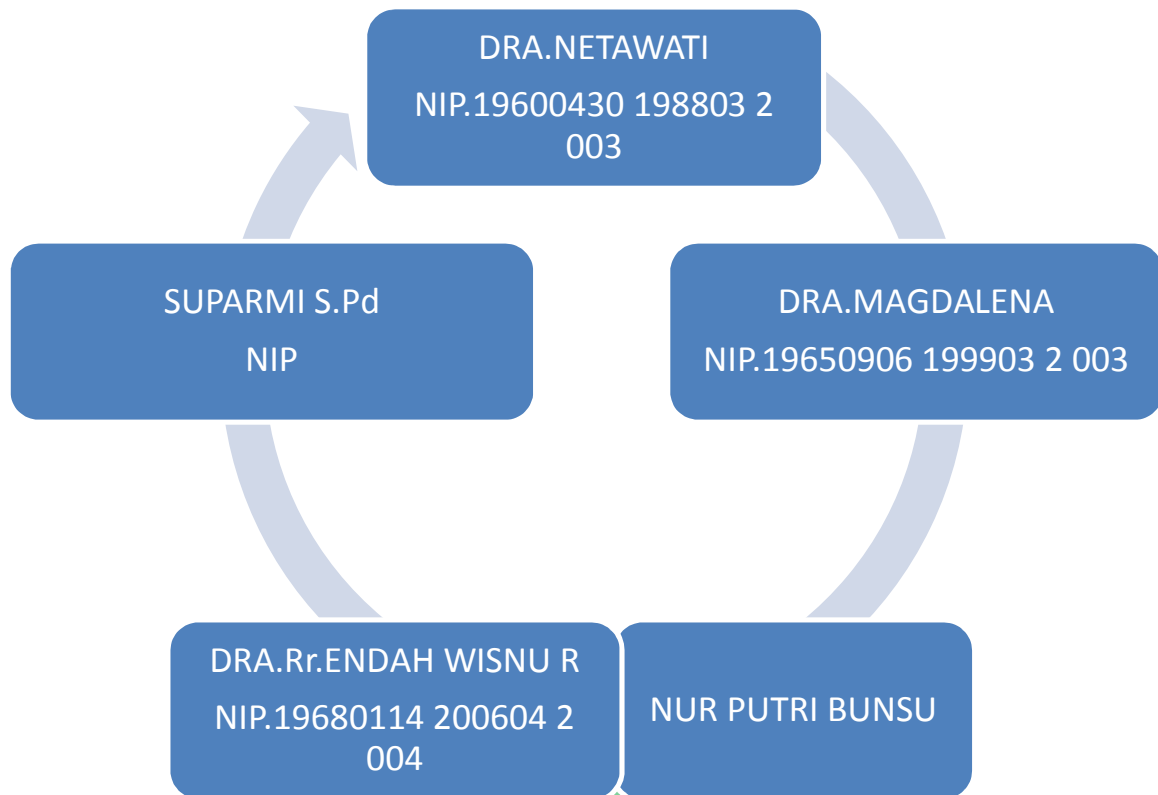 DRA.NETAWATI
NIP.19600430 198803 2
003
DRA.MAGDALENA
NIP.19650906 199903 2 003
NUR PUTRI BUNSU
DRA.Rr.ENDAH WISNU R
NIP.19680114 200604 2
004
SUPARMI S.Pd
NIP